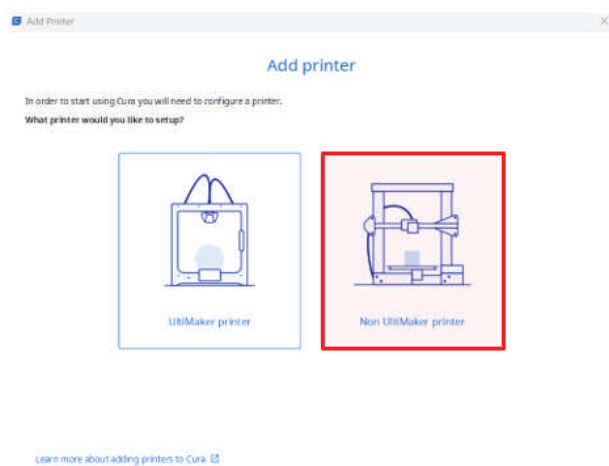 Add Printer
Add printer
In order to start using Cura you will need to configure a printer.
What printer would you like to setup?
UltiMaker printer
Non UltiMaker printer
Learn more about adding printers to Cura